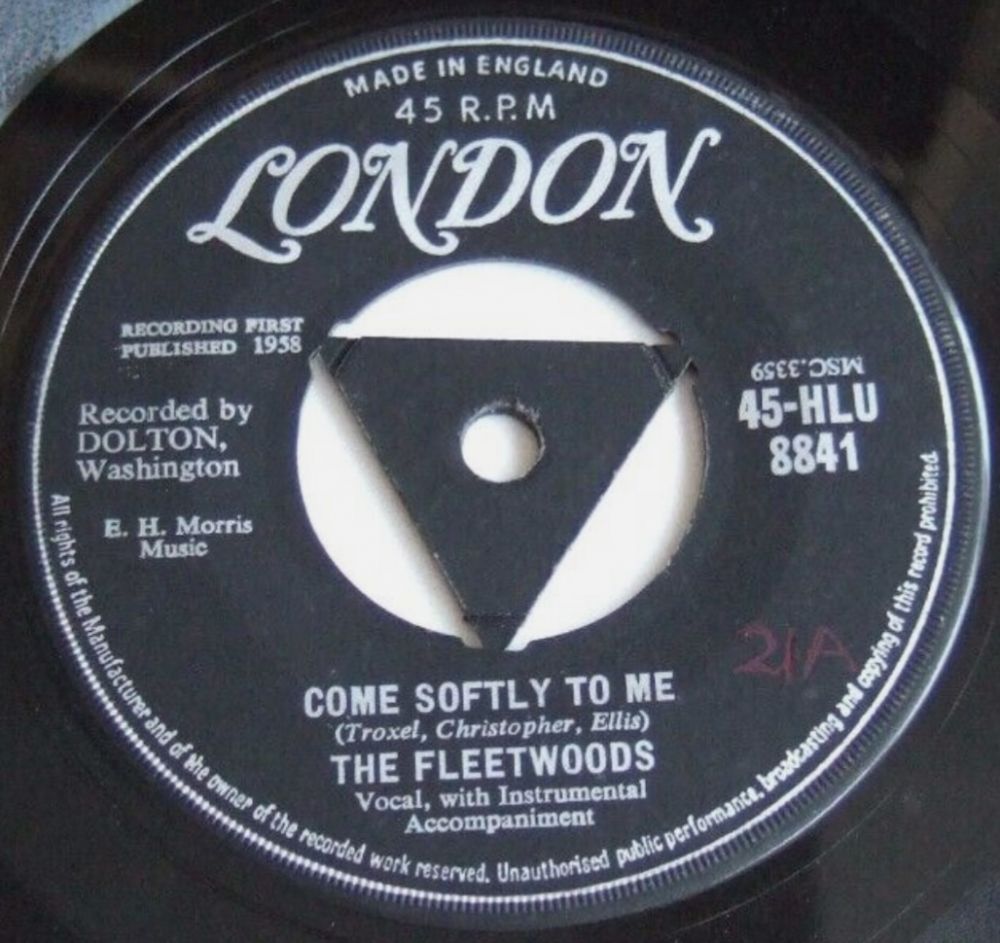 MADE IN ENGLAND
45 R.P.M
LONDON
RECORDING FIRST
PUBLISHED 1958
Recorded by
DOLTON,
Washington
E. H. Morris
Music
MSC.3359
45-HLU
8841
21A
COME SOFTLY TO ME
(Troxel, Christopher, Ellis)
THE FLEETWOODS
Vocal, with Instrumental
Accompaniment
All rights of the Manufacturer and of the owner of the recorded work reserved. Unauthorised public performance, broadcasting and copying of this record prohibited.